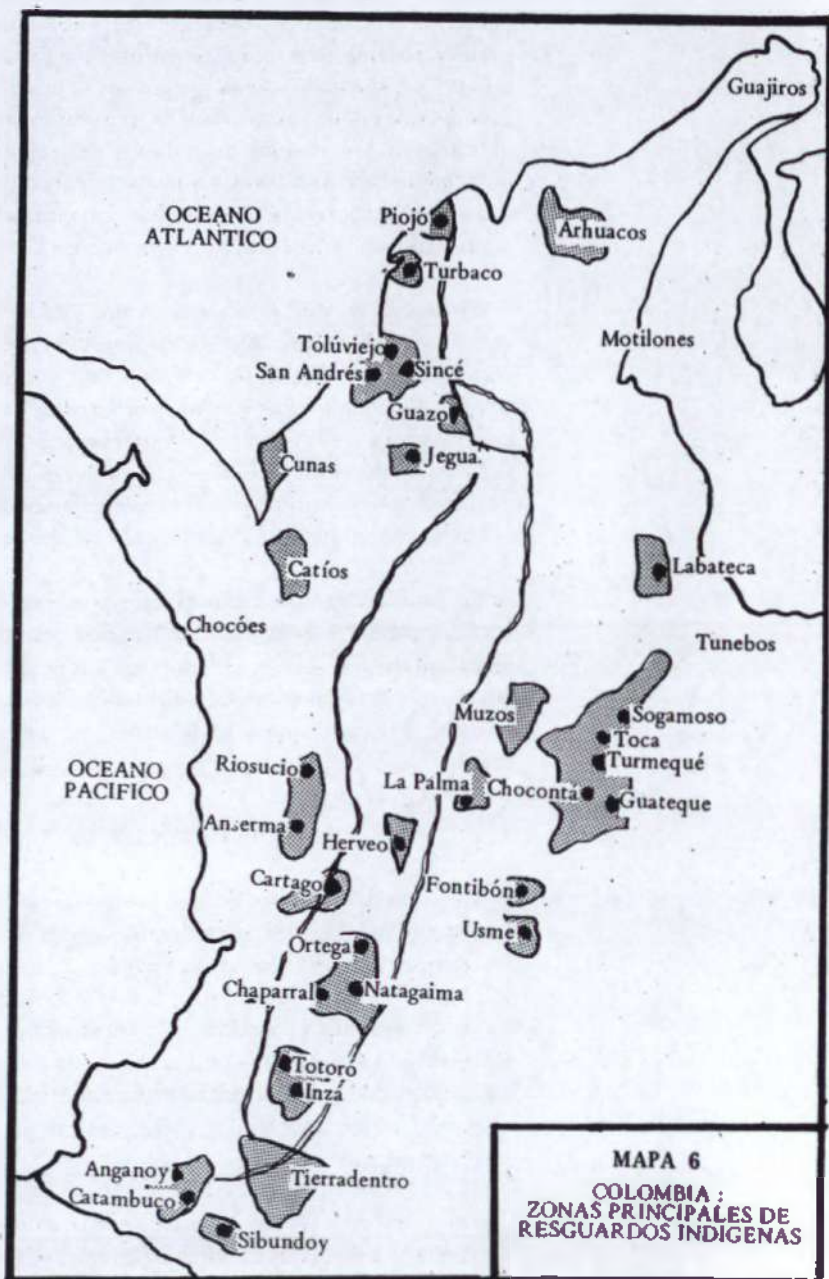 Guajiros
OCEANO
ATLANTICO
Piojó
Arhuacos
Turbaco
Motilones
Tolúviejo
San Andrés
Sincé
Guazo
Cunas
Jegua
Catíos
Labateca
Chocóes
Tunebos
Muzos
Sogamoso
Toca
Turmequé
OCEANO
PACIFICO
Riosucio
La Palma
Chocontá
Guateque
Anserma
Herveo
Cartago
Fontibón
Usme
Ortega
Chaparral
Natagaima
Totoró
Inzá
Anganoy
Catambuco
Tierradentro
Sibundoy
MAPA 6
COLOMBIA :
ZONAS PRINCIPALES DE
RESGUARDOS INDIGENAS